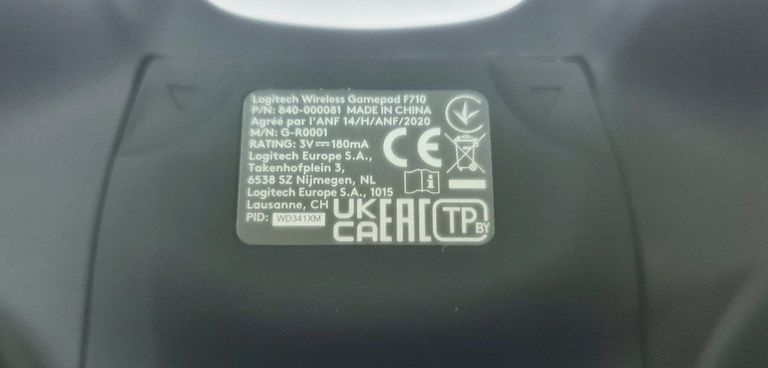 Logitech Wireless Gamepad F710
P/N: 840-000081 MADE IN CHINA
Agréé par l'ANF 14/H/ANF/2020
M/N: G-R0001
RATING: 3V⎓180mA
Logitech Europe S.A.,
Takenhofplein 3,
6538 SZ Nijmegen, NL
Logitech Europe S.A., 1015
Lausanne, CH
PID: WD341XM
CE
i
UK
CA
EAC
TP
BY